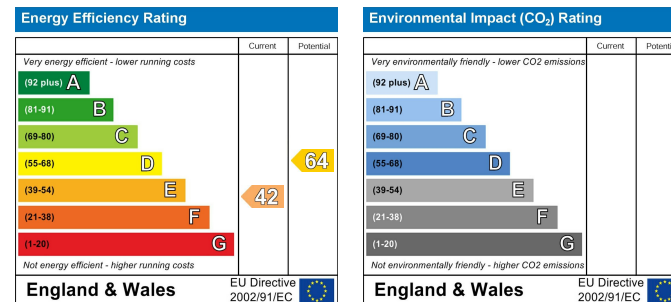 Energy Efficiency Rating
Current Potential
Very energy efficient - lower running costs
(92 plus) A
(81-91) B
(69-80) C
(55-68) D
64
(39-54) E
42
(21-38) F
(1-20) G
Not energy efficient - higher running costs
England & Wales
EU Directive
2002/91/EC
Environmental Impact (CO₂) Rating
Current Potenti
Very environmentally friendly - lower CO2 emissions
(92 plus) A
(81-91) B
(69-80) C
(55-68) D
(39-54) E
(21-38) F
(1-20) G
Not environmentally friendly - higher CO2 emissions
England & Wales
EU Directive
2002/91/EC